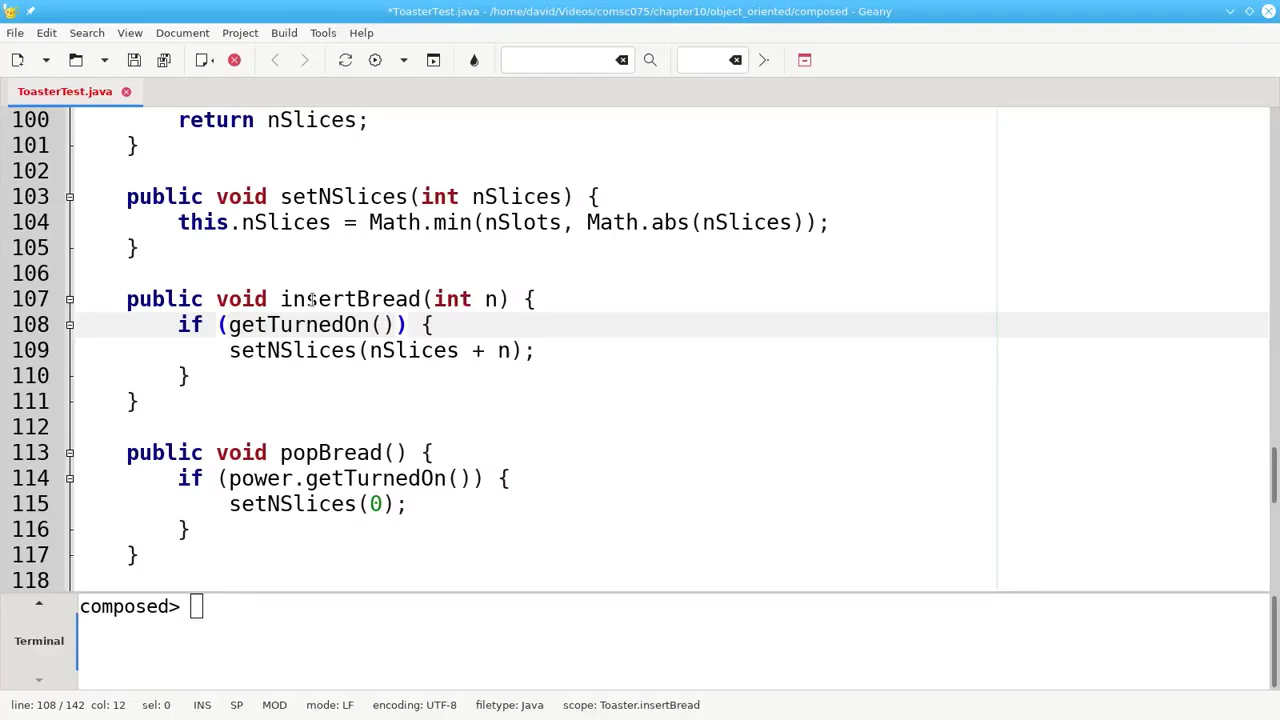 *ToasterTest.java - /home/david/Videos/comsc075/chapter10/object_oriented/composed - Geany
File Edit Search View Document Project Build Tools Help
ToasterTest.java
100 return nSlices;
101 }
102
103 public void setNSlices(int nSlices) {
104 this.nSlices = Math.min(nSlots, Math.abs(nSlices));
105 }
106
107 public void insertBread(int n) {
108 if (getTurnedOn()) {
109 setNSlices(nSlices + n);
110 }
111 }
112
113 public void popBread() {
114 if (power.getTurnedOn()) {
115 setNSlices(0);
116 }
117 }
118
composed>
Terminal
line: 108 / 142 col: 12 sel: 0 INS SP MOD mode: LF encoding: UTF-8 filetype: Java scope: Toaster.insertBread